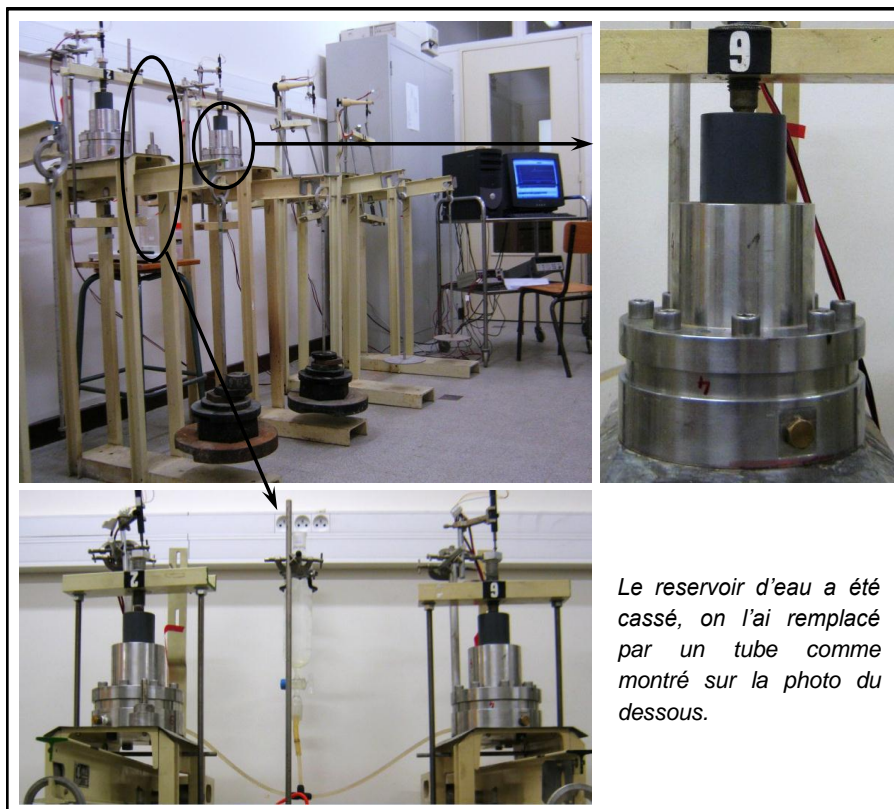 9
4
2
9
Le reservoir d'eau a été
cassé, on l'ai remplacé
par un tube comme
montré sur la photo du
dessous.